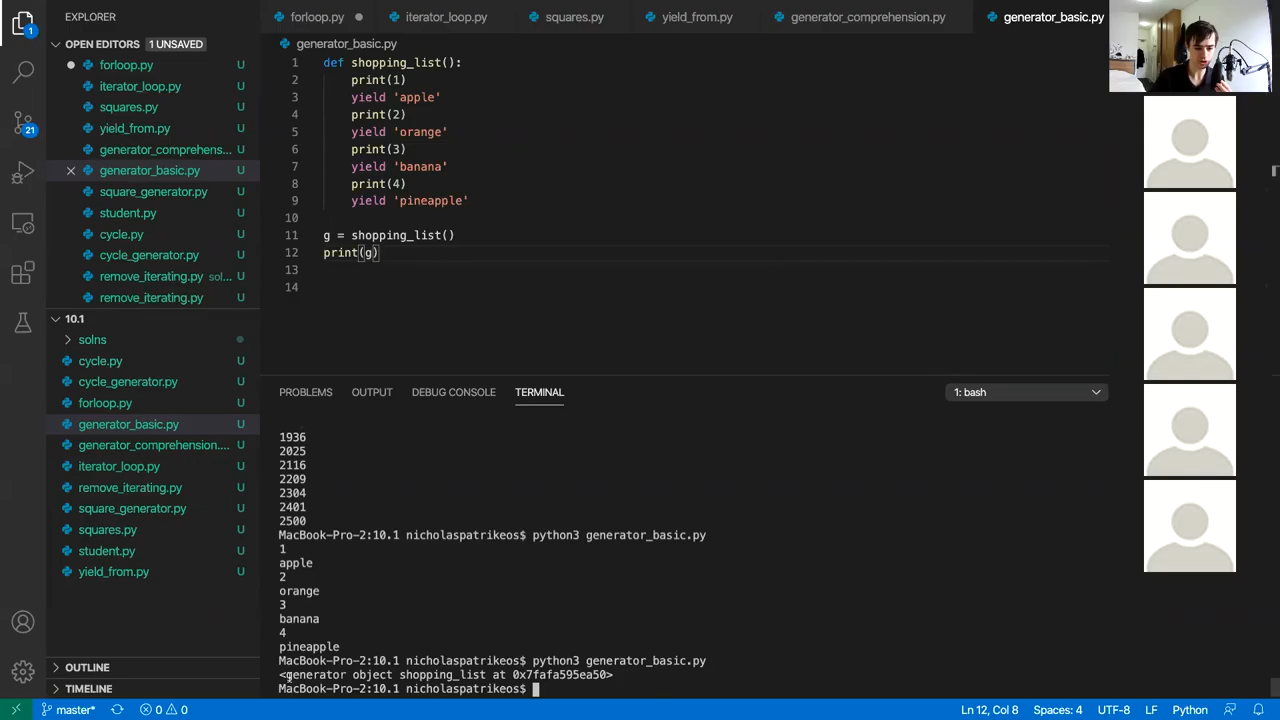 EXPLORER
forloop.py
iterator_loop.py
squares.py
yield_from.py
generator_comprehension.py
generator_basic.py
1
OPEN EDITORS
1 UNSAVED
forloop.py U
iterator_loop.py U
squares.py U
yield_from.py U
generator_comprehens... U
generator_basic.py U
square_generator.py U
student.py U
cycle.py U
cycle_generator.py U
remove_iterating.py sol... U
remove_iterating.py U
21
10.1
solns
cycle.py U
cycle_generator.py U
forloop.py U
generator_basic.py U
generator_comprehension.... U
iterator_loop.py U
remove_iterating.py U
square_generator.py U
squares.py U
student.py U
yield_from.py U
OUTLINE
TIMELINE
generator_basic.py
1 def shopping_list():
2 print(1)
3 yield 'apple'
4 print(2)
5 yield 'orange'
6 print(3)
7 yield 'banana'
8 print(4)
9 yield 'pineapple'
10
11 g = shopping_list()
12 print(g)
13
14
PROBLEMS OUTPUT DEBUG CONSOLE TERMINAL
1: bash
1936
2025
2116
2209
2304
2401
2500
MacBook-Pro-2:10.1 nicholaspatrikeos$ python3 generator_basic.py
1
apple
2
orange
3
banana
4
pineapple
MacBook-Pro-2:10.1 nicholaspatrikeos$ python3 generator_basic.py
<generator object shopping_list at 0x7fafa595ea50>
MacBook-Pro-2:10.1 nicholaspatrikeos$
master* 0 0 Ln 12, Col 8 Spaces: 4 UTF-8 LF Python